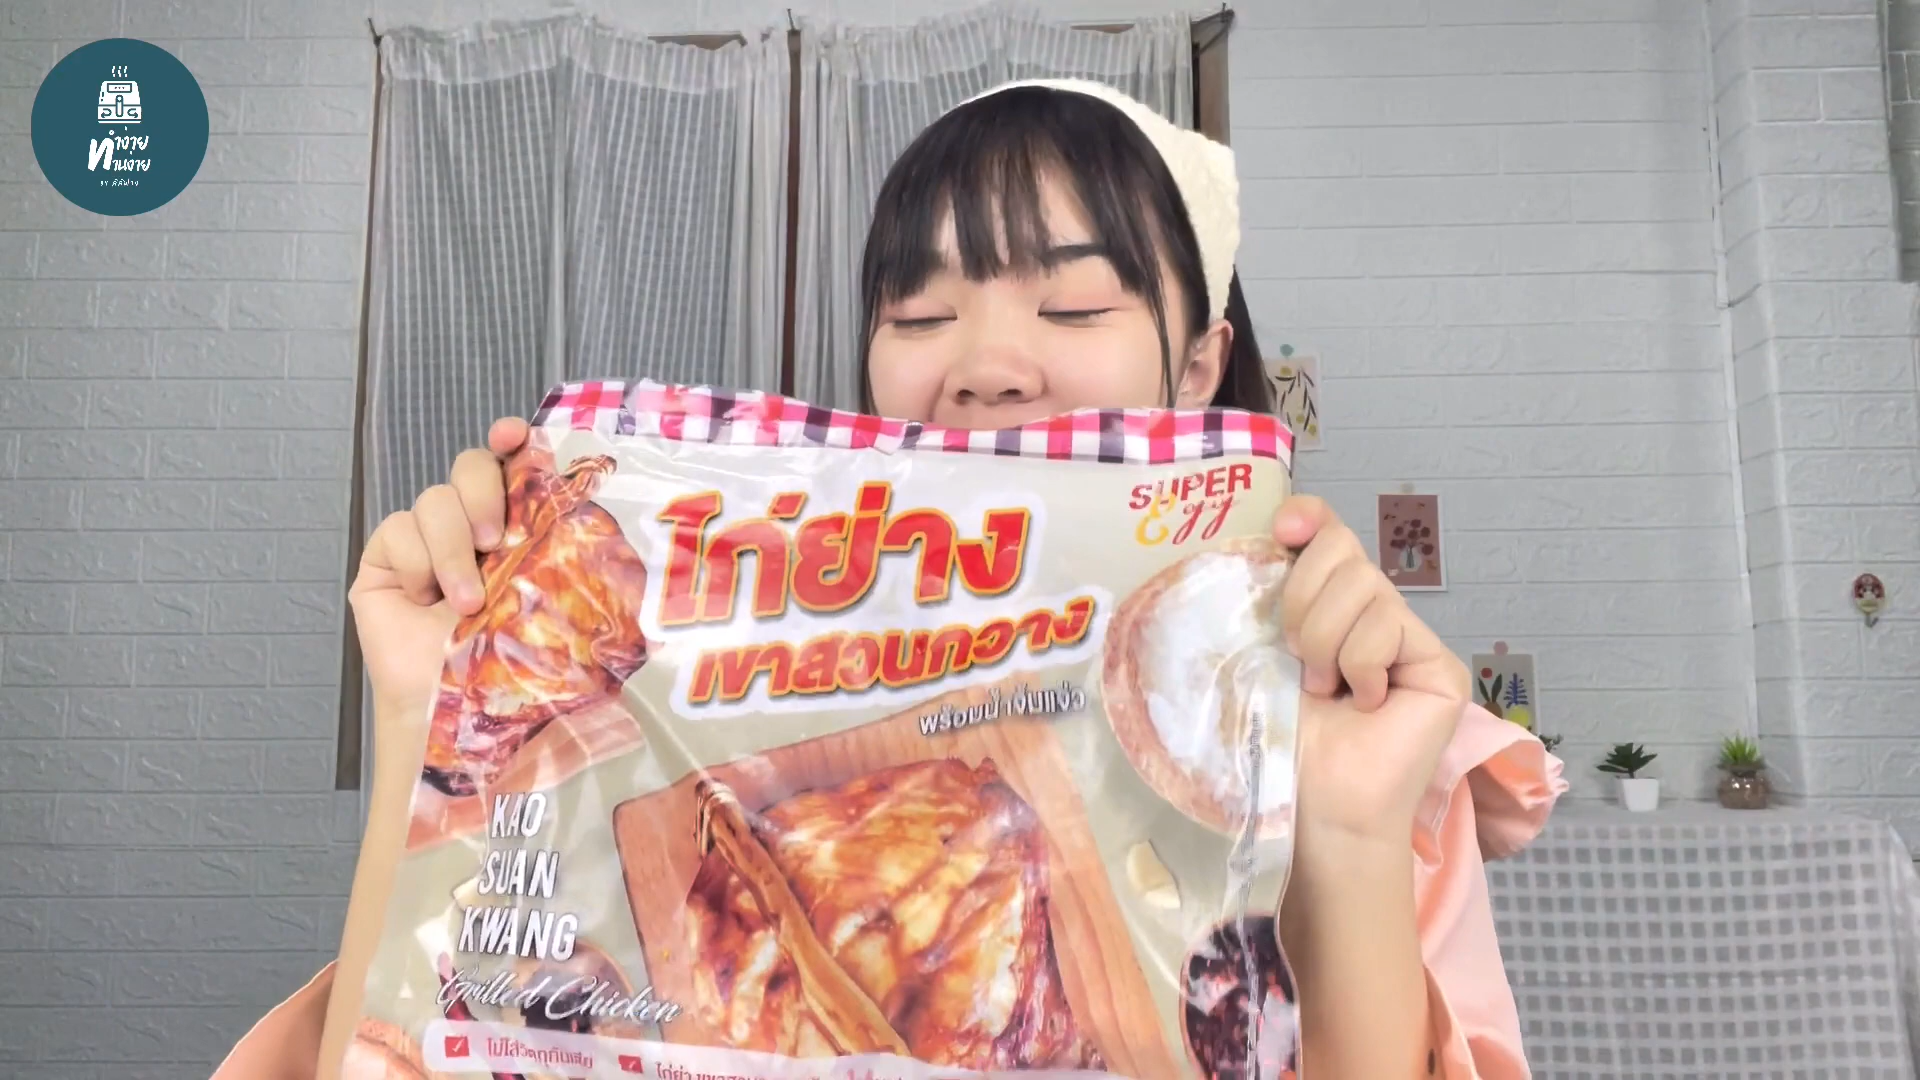 ทำง่าย
ทานง่าย
SUPER
Egg
ไก่ย่าง
เขาสวนกวาง
พร้อมน้ำจิ้มแจ่ว
KAO
SUAN
KWANG
Grilled Chicken
ไม่ใส่วัตถุกันเสีย